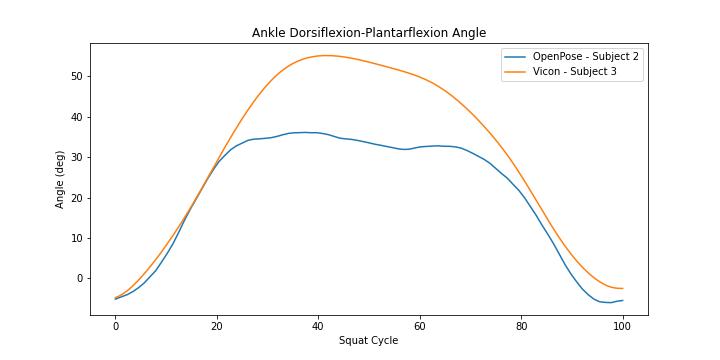 Ankle Dorsiflexion-Plantarflexion Angle
OpenPose - Subject 2
Vicon - Subject 3
Angle (deg)
50
40
30
20
10
0
0 20 40 60 80 100
Squat Cycle